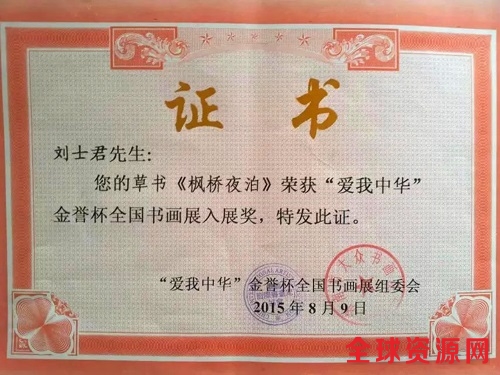 证 书
刘士君先生:
您的草书《枫桥夜泊》荣获“爱我中华”
金誉杯全国书画展入展奖，特发此证。
“爱我中华”金誉杯全国书画展组委会
2015年8月9日
全球资源网